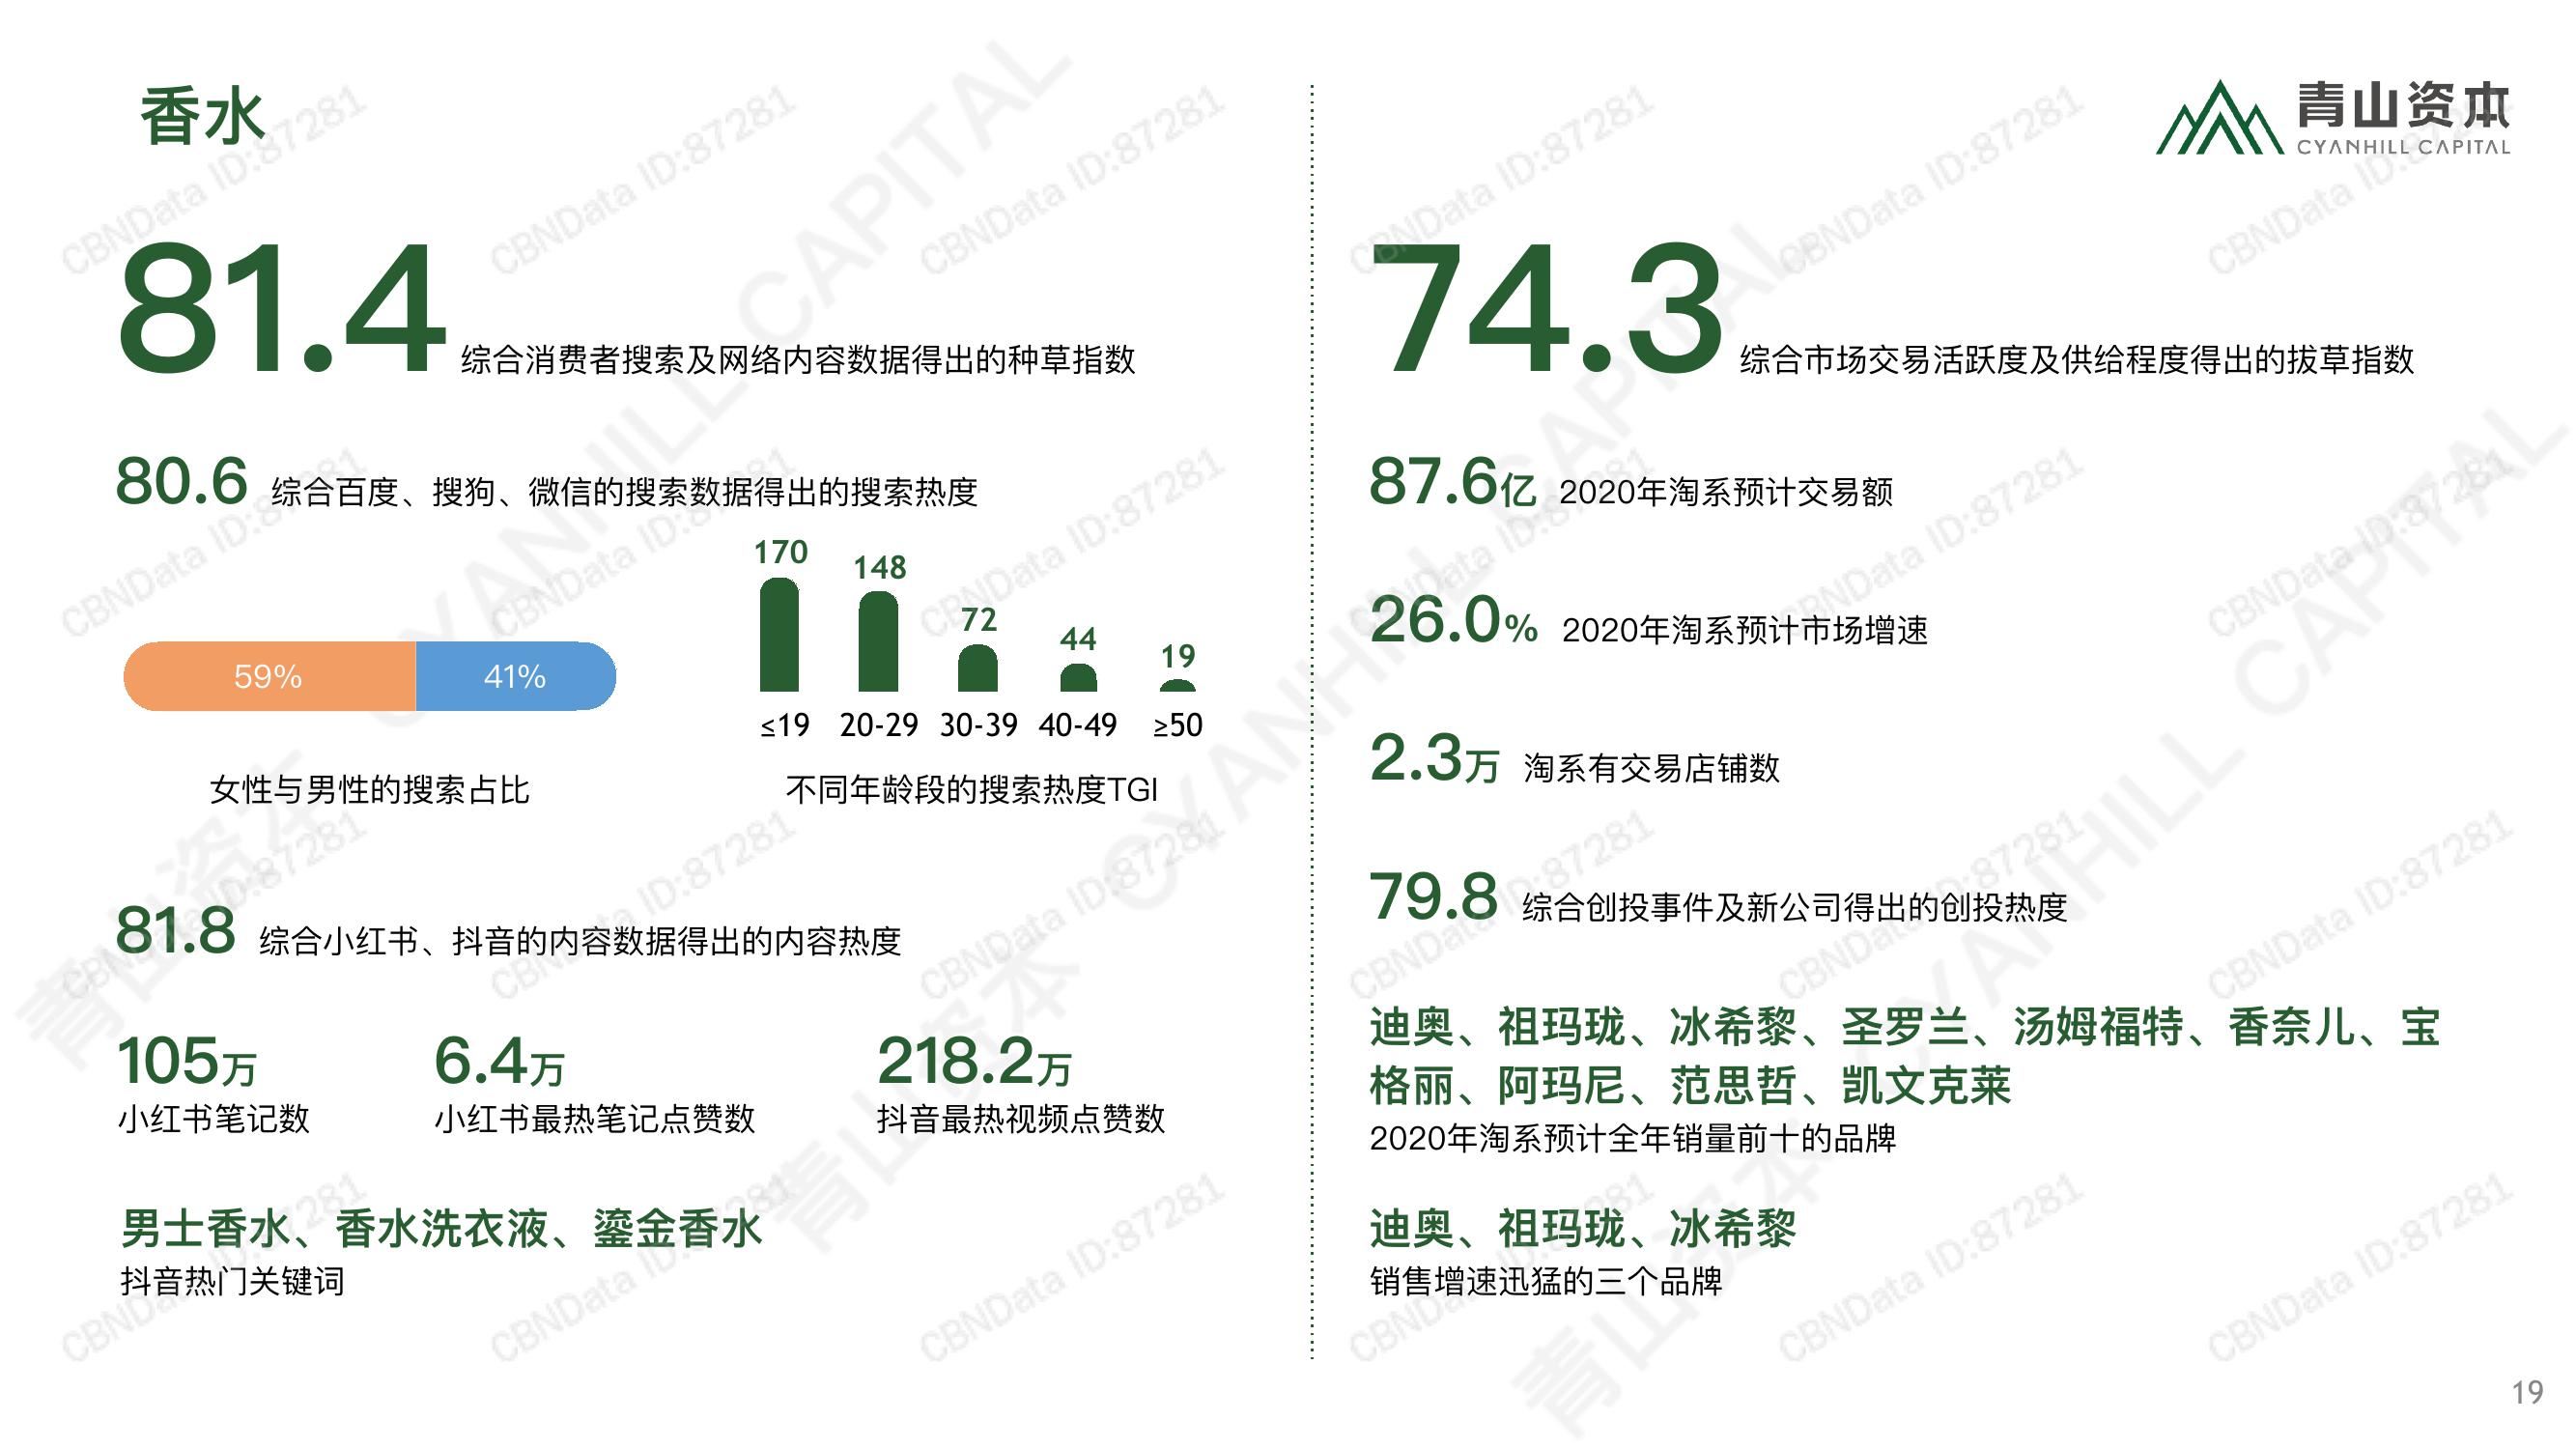 香水
青山资本
CYANHILL CAPITAL
81.4 综合消费者搜索及网络内容数据得出的种草指数
80.6 综合百度、搜狗、微信的搜索数据得出的搜索热度
59% 41%
女性与男性的搜索占比
170 148 72 44 19
≤19 20-29 30-39 40-49 ≥50
不同年龄段的搜索热度TGI
81.8 综合小红书、抖音的内容数据得出的内容热度
105万 6.4万 218.2万
小红书笔记数 小红书最热笔记点赞数 抖音最热视频点赞数
男士香水、香水洗衣液、鎏金香水
抖音热门关键词
74.3 综合市场交易活跃度及供给程度得出的拔草指数
87.6亿 2020年淘系预计交易额
26.0% 2020年淘系预计市场增速
2.3万 淘系有交易店铺数
79.8 综合创投事件及新公司得出的创投热度
迪奥、祖玛珑、冰希黎、圣罗兰、汤姆福特、香奈儿、宝
格丽、阿玛尼、范思哲、凯文克莱
2020年淘系预计全年销量前十的品牌
迪奥、祖玛珑、冰希黎
销售增速迅猛的三个品牌
19
CBNData ID:87281
青山资本 CYANHILL CAPITAL